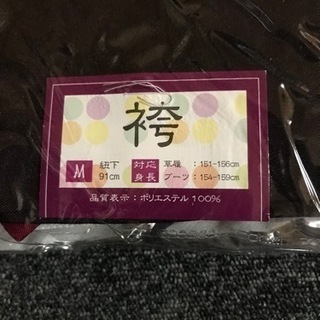 袴
M 紐下 対応 草履 :151-156cm
91cm 身長 ブーツ:154-159cm
品質表示:ポリエステル100%